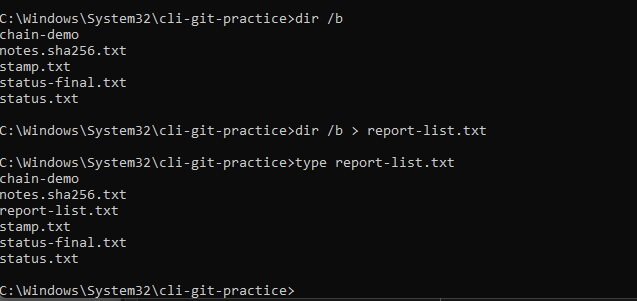 C:\Windows\System32\cli-git-practice>dir /b
chain-demo
notes.sha256.txt
stamp.txt
status-final.txt
status.txt
C:\Windows\System32\cli-git-practice>dir /b > report-list.txt
C:\Windows\System32\cli-git-practice>type report-list.txt
chain-demo
notes.sha256.txt
report-list.txt
stamp.txt
status-final.txt
status.txt
C:\Windows\System32\cli-git-practice>